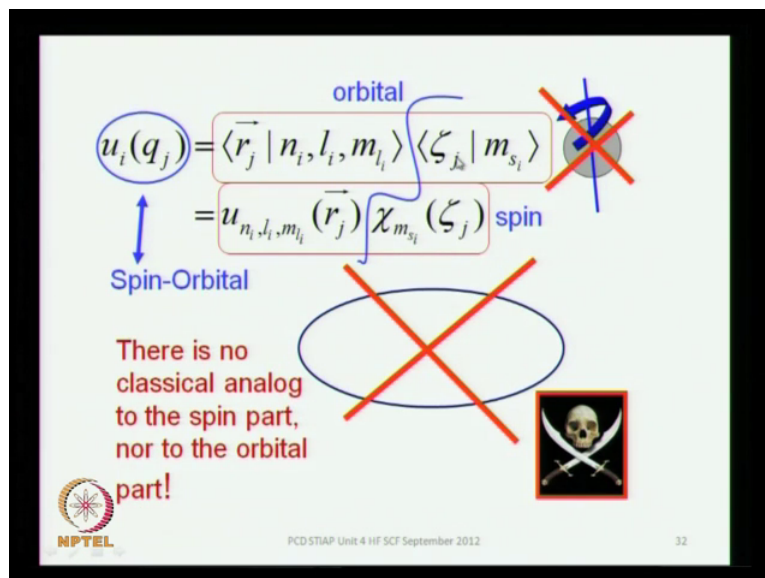 orbital
u_i(q_j) = ⟨r⃗_j | n_i, l_i, m_{l_i}⟩ ⟨ζ_j | m_{s_i}⟩
= u_{n_i, l_i, m_{l_i}}(r⃗_j) χ_{m_{s_i}}(ζ_j) spin
Spin-Orbital
There is no
classical analog
to the spin part,
nor to the orbital
part!
NPTEL
PCD STiAP Unit 4 HF SCF September 2012
32